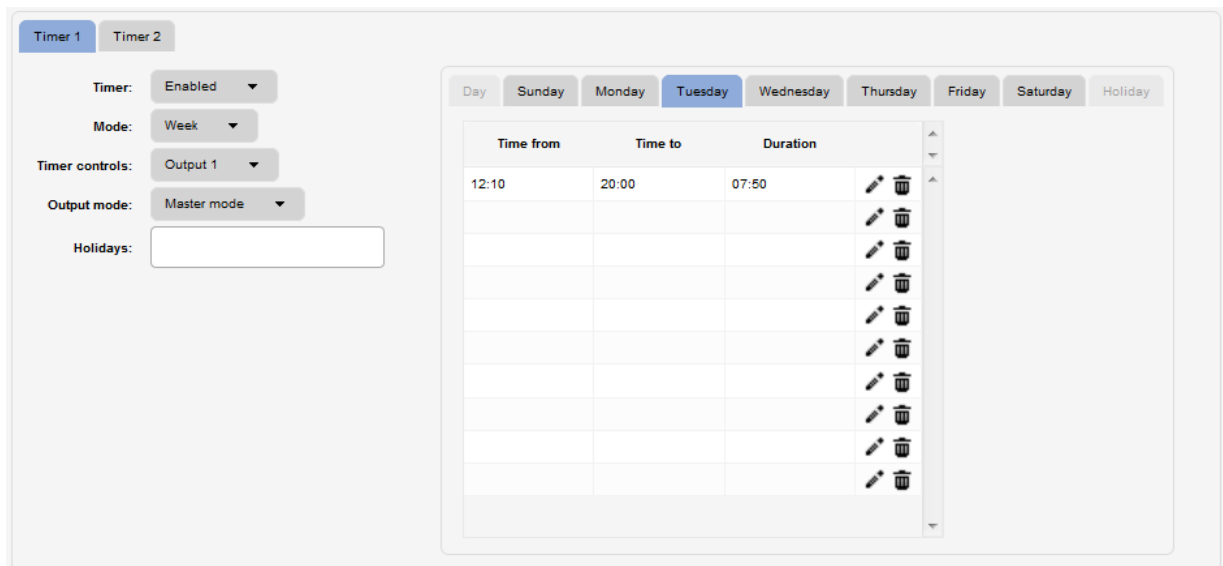 Timer 1 Timer 2
Timer: Enabled
Mode: Week
Timer controls: Output 1
Output mode: Master mode
Holidays:
Day Sunday Monday Tuesday Wednesday Thursday Friday Saturday Holiday
Time from Time to Duration
12:10 20:00 07:50